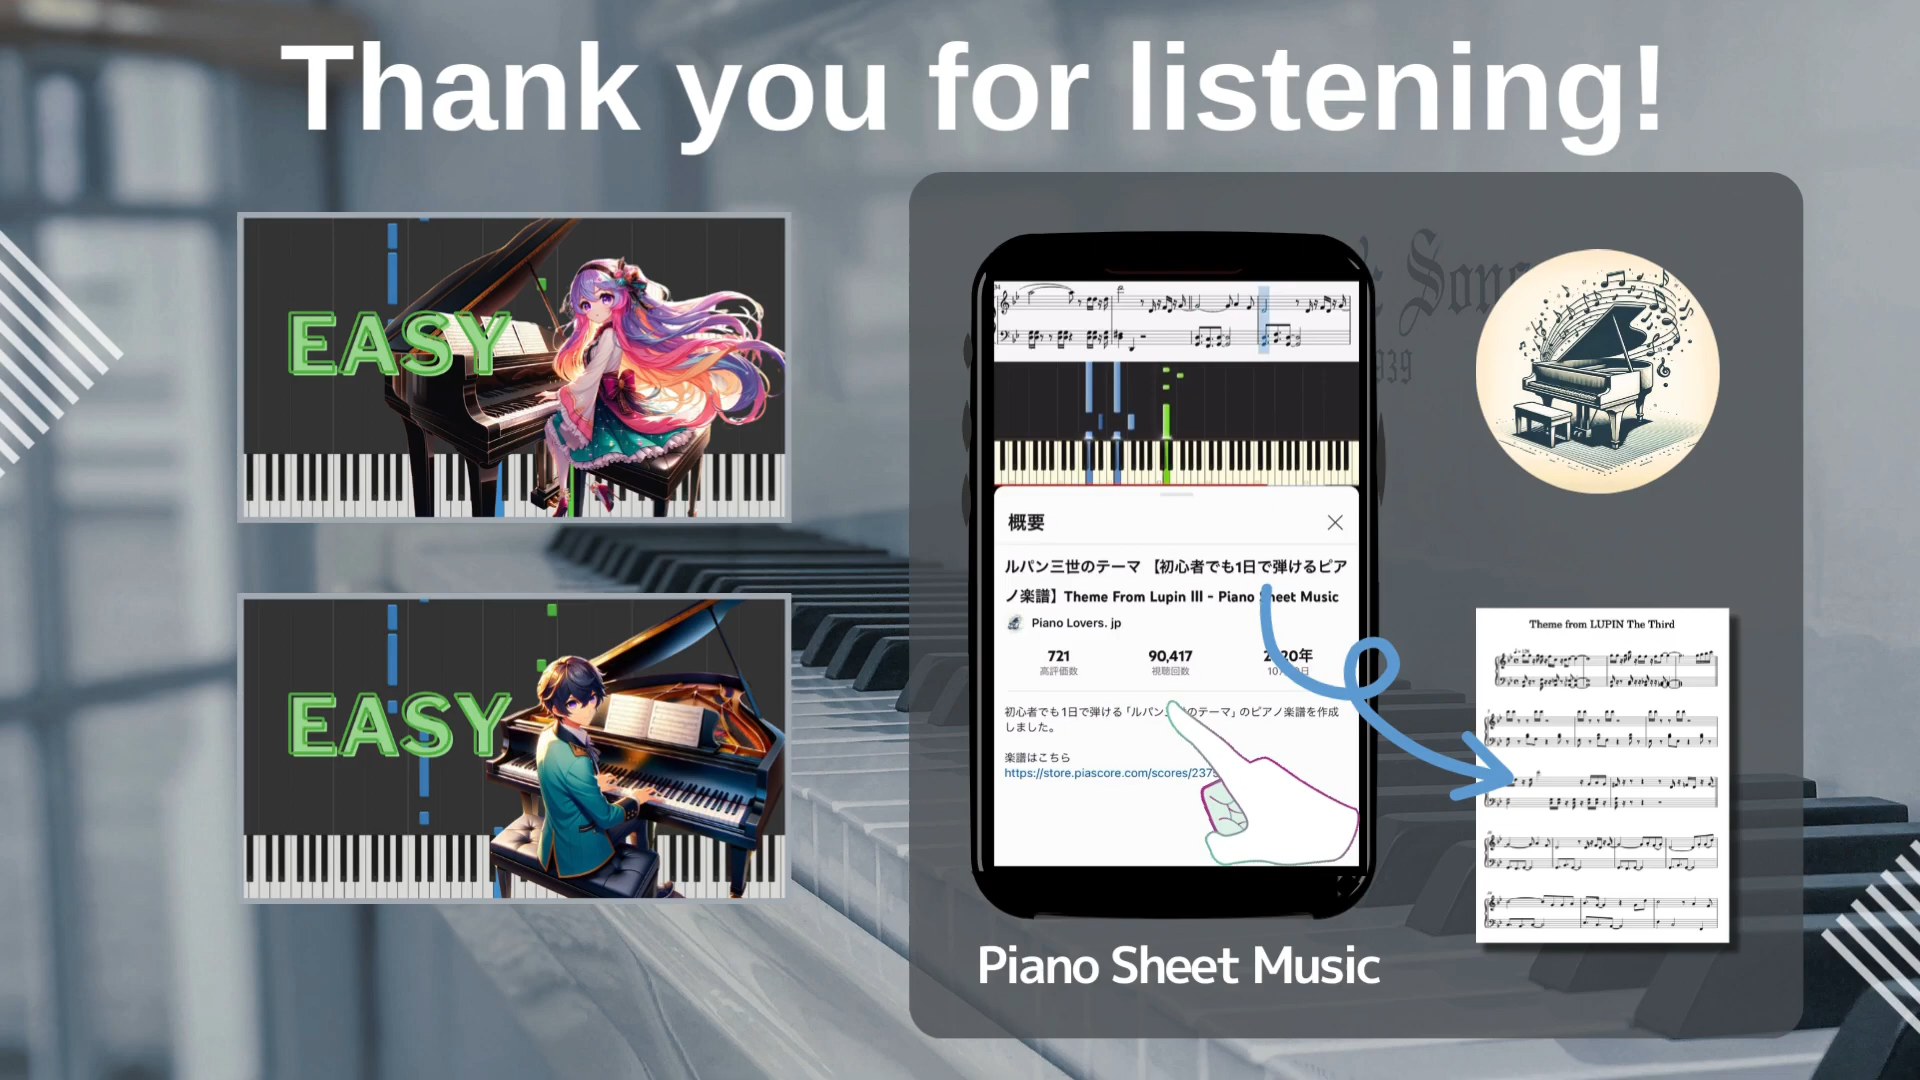 Thank you for listening!
EASY
EASY
Song
概要
ルパン三世のテーマ 【初心者でも1日で弾けるピア
ノ楽譜】Theme From Lupin III - Piano Sheet Music
Piano Lovers. jp
721
高評価数
90,417
視聴回数
初心者でも1日で弾ける「ルパン のテーマ」のピアノ楽譜を作成
しました。
楽譜はこちら
https://store.piascore.com/scores/237
Theme from LUPIN The Third
Piano Sheet Music